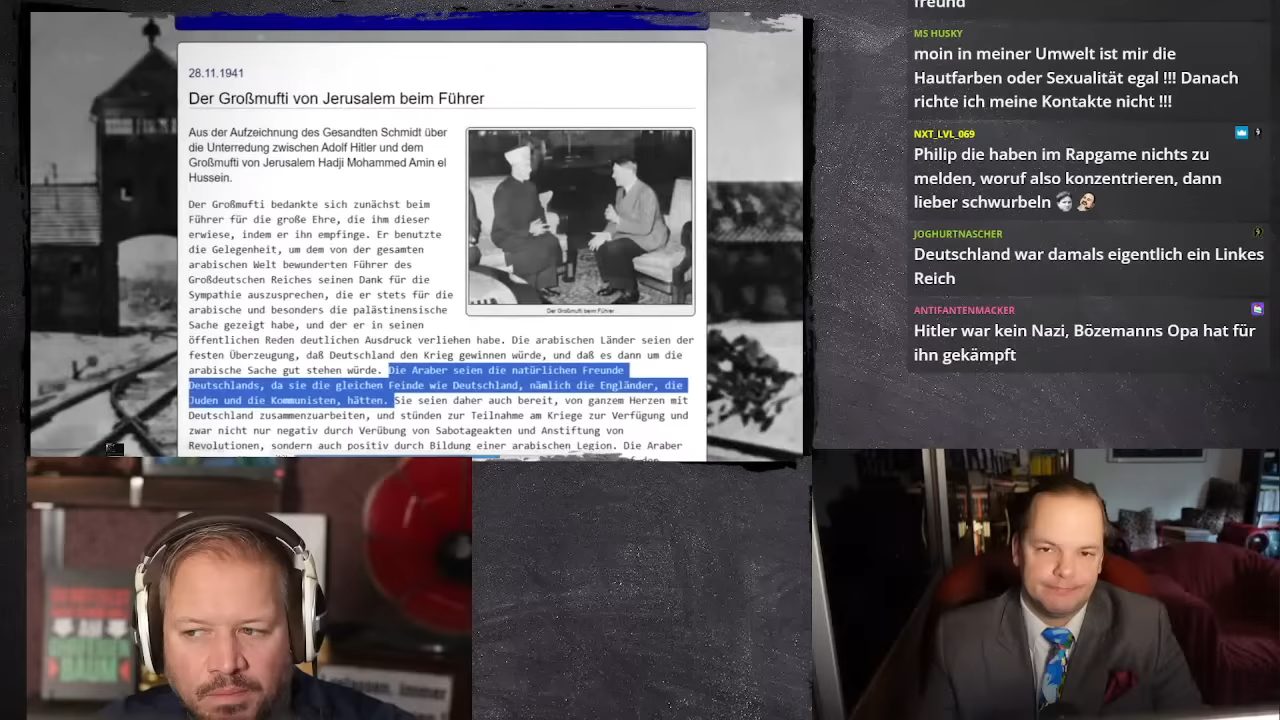 28.11.1941
Der Großmufti von Jerusalem beim Führer
Aus der Aufzeichnung des Gesandten Schmidt über
die Unterredung zwischen Adolf Hitler und dem
Großmufti von Jerusalem Hadji Mohammed Amin el
Hussein.
Der Großmufti bedankte sich zunächst beim
Führer für die große Ehre, die ihm dieser
erwiese, indem er ihn empfinge. Er benutzte
die Gelegenheit, um dem von der gesamten
arabischen Welt bewunderten Führer des
Großdeutschen Reiches seinen Dank für die
Sympathie auszusprechen, die er stets für die
arabische und besonders die palästinensische
Sache gezeigt habe, und der er in seinen
öffentlichen Reden deutlichen Ausdruck verliehen habe. Die arabischen Länder seien der
festen Überzeugung, daß Deutschland den Krieg gewinnen würde, und daß es dann um die
arabische Sache gut stehen würde. Die Araber seien die natürlichen Freunde
Deutschlands, da sie die gleichen Feinde wie Deutschland, nämlich die Engländer, die
Juden und die Kommunisten, hätten. Sie seien daher auch bereit, von ganzem Herzen mit
Deutschland zusammenzuarbeiten, und stünden zur Teilnahme am Kriege zur Verfügung und
zwar nicht nur negativ durch Verübung von Sabotageakten und Anstiftung von
Revolutionen, sondern auch positiv durch Bildung einer arabischen Legion. Die Araber
Der Großmufti beim Führer
freund
MS HUSKY
moin in meiner Umwelt ist mir die
Hautfarben oder Sexualität egal !!! Danach
richte ich meine Kontakte nicht !!!
NXT_LVL_069
Philip die haben im Rapgame nichts zu
melden, woruf also konzentrieren, dann
lieber schwurbeln
JOGHURTNASCHER
Deutschland war damals eigentlich ein Linkes
Reich
ANTIFANTENMACKER
Hitler war kein Nazi, Bözemanns Opa hat für
ihn gekämpft